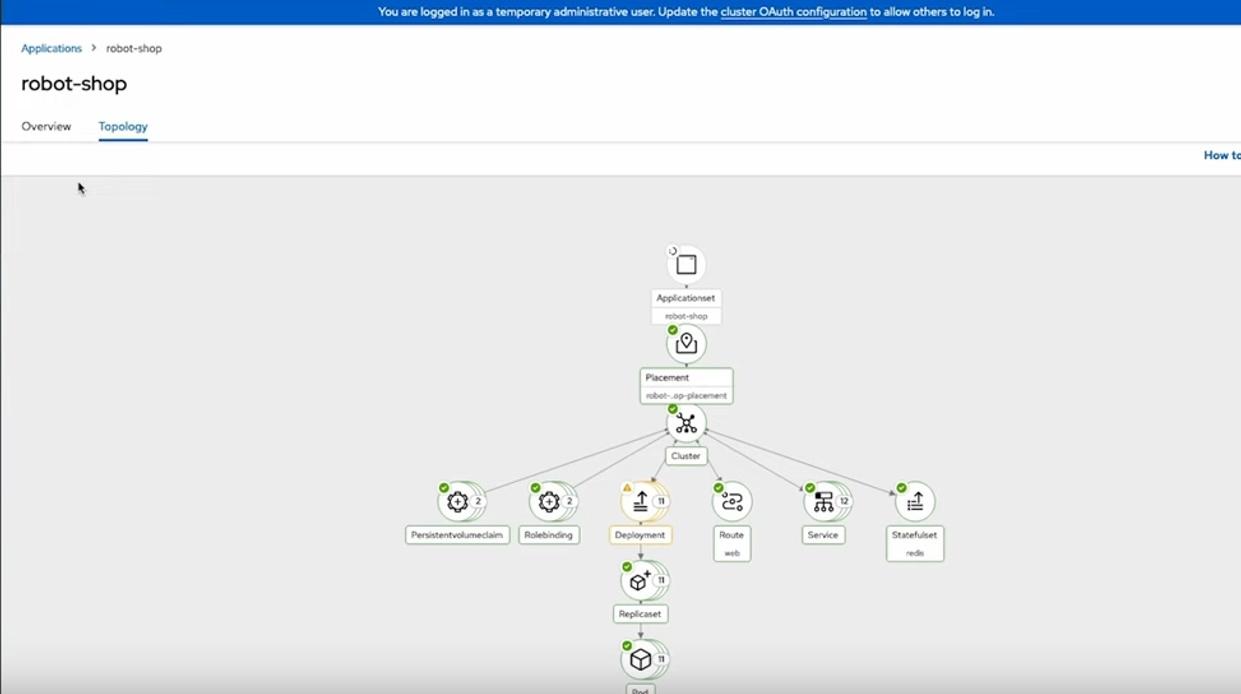 You are logged in as a temporary administrative user. Update the cluster OAuth configuration to allow others to log in.
Applications > robot-shop
robot-shop
Overview Topology
How to
Applicationset
robot-shop
Placement
robot-..op-placement
Cluster
2 2 11 12
Persistentvolumeclaim Rolebinding Deployment Route Service Statefulset
web redis
11
Replicaset
11
Pod